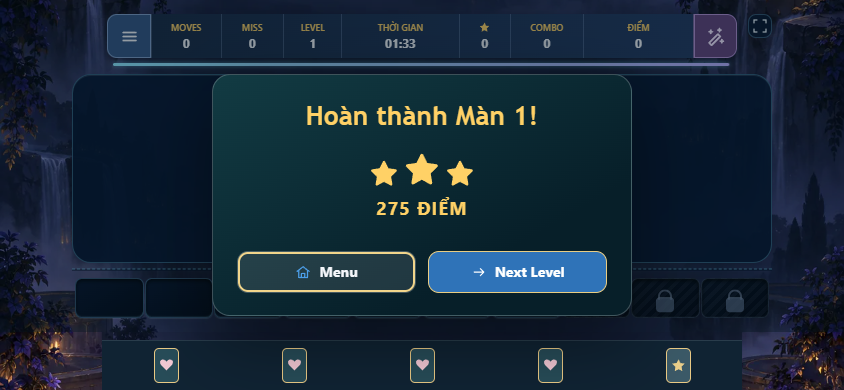 MOVES MISS LEVEL THỜI GIAN COMBO ĐIỂM
0 0 1 01:33 0 0 0
Hoàn thành Màn 1!
275 ĐIỂM
Menu Next Level